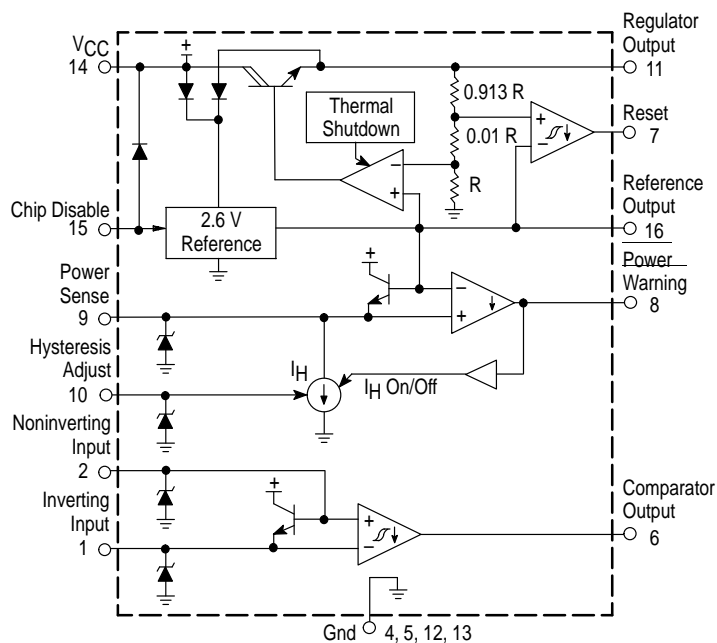 VCC
14
Regulator
Output
11
Thermal
Shutdown
0.913 R
0.01 R
R
Reset
7
Chip Disable
15
2.6 V
Reference
Reference
Output
16
Power
Sense
9
Power
Warning
8
Hysteresis
Adjust
10
IH
IH On/Off
Noninverting
Input
2
Inverting
Input
1
Comparator
Output
6
Gnd 4, 5, 12, 13